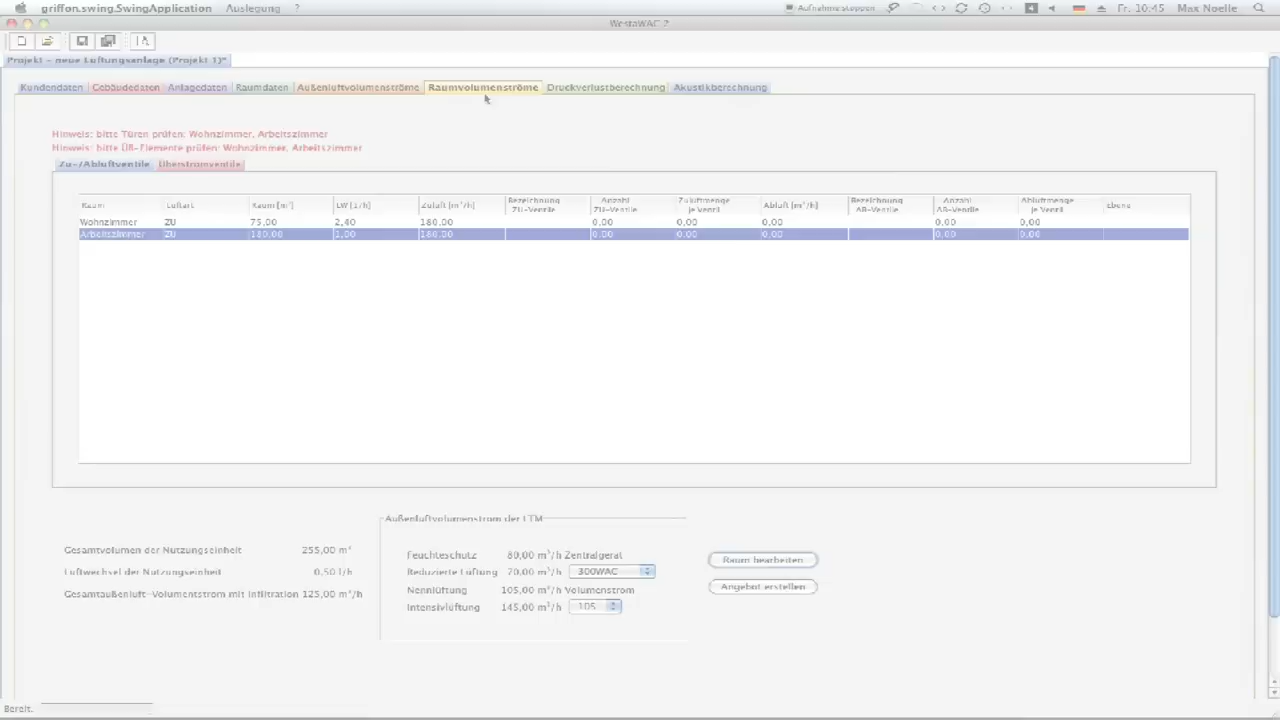 griffon.swing.SwingApplication Auslegung ? Aufnahme stoppen Fr. 10:45 Max Noelle
WestaWAC 2
Projekt - neue Lüftungsanlage (Projekt 1)*
Kundendaten Gebäudedaten Anlagedaten Raumdaten Außenluftvolumenströme Raumvolumenströme Druckverlustberechnung Akustikberechnung
Hinweis: bitte Türen prüfen: Wohnzimmer, Arbeitszimmer
Hinweis: bitte ÜB-Elemente prüfen: Wohnzimmer, Arbeitszimmer
Zu-/Abluftventile Überströmventile
Raum Luftart Raum [m³] LW [1/h] Zuluft [m³/h] Bezeichnung ZU-Ventile Anzahl ZU-Ventile Zuluftmenge je Ventil Abluft [m³/h] Bezeichnung AB-Ventile Anzahl AB-Ventile Abluftmenge je Ventil Ebene
Wohnzimmer ZU 75,00 2,40 180,00 0,00 0,00 0,00 0,00 0,00
Arbeitszimmer ZU 180,00 1,00 180,00 0,00 0,00 0,00 0,00 0,00
Außenluftvolumenstrom der LTM
Gesamtvolumen der Nutzungseinheit 255,00 m³
Luftwechsel der Nutzungseinheit 0,50 1/h
Gesamtaußenluft-Volumentstrom mit Infiltration 125,00 m³/h
Feuchteschutz 80,00 m³/h Zentralgerät
Reduzierte Lüftung 70,00 m³/h 300WAC
Nennlüftung 105,00 m³/h Volumenstrom
Intensivlüftung 145,00 m³/h 105
Raum bearbeiten
Angebot erstellen
Bereit.